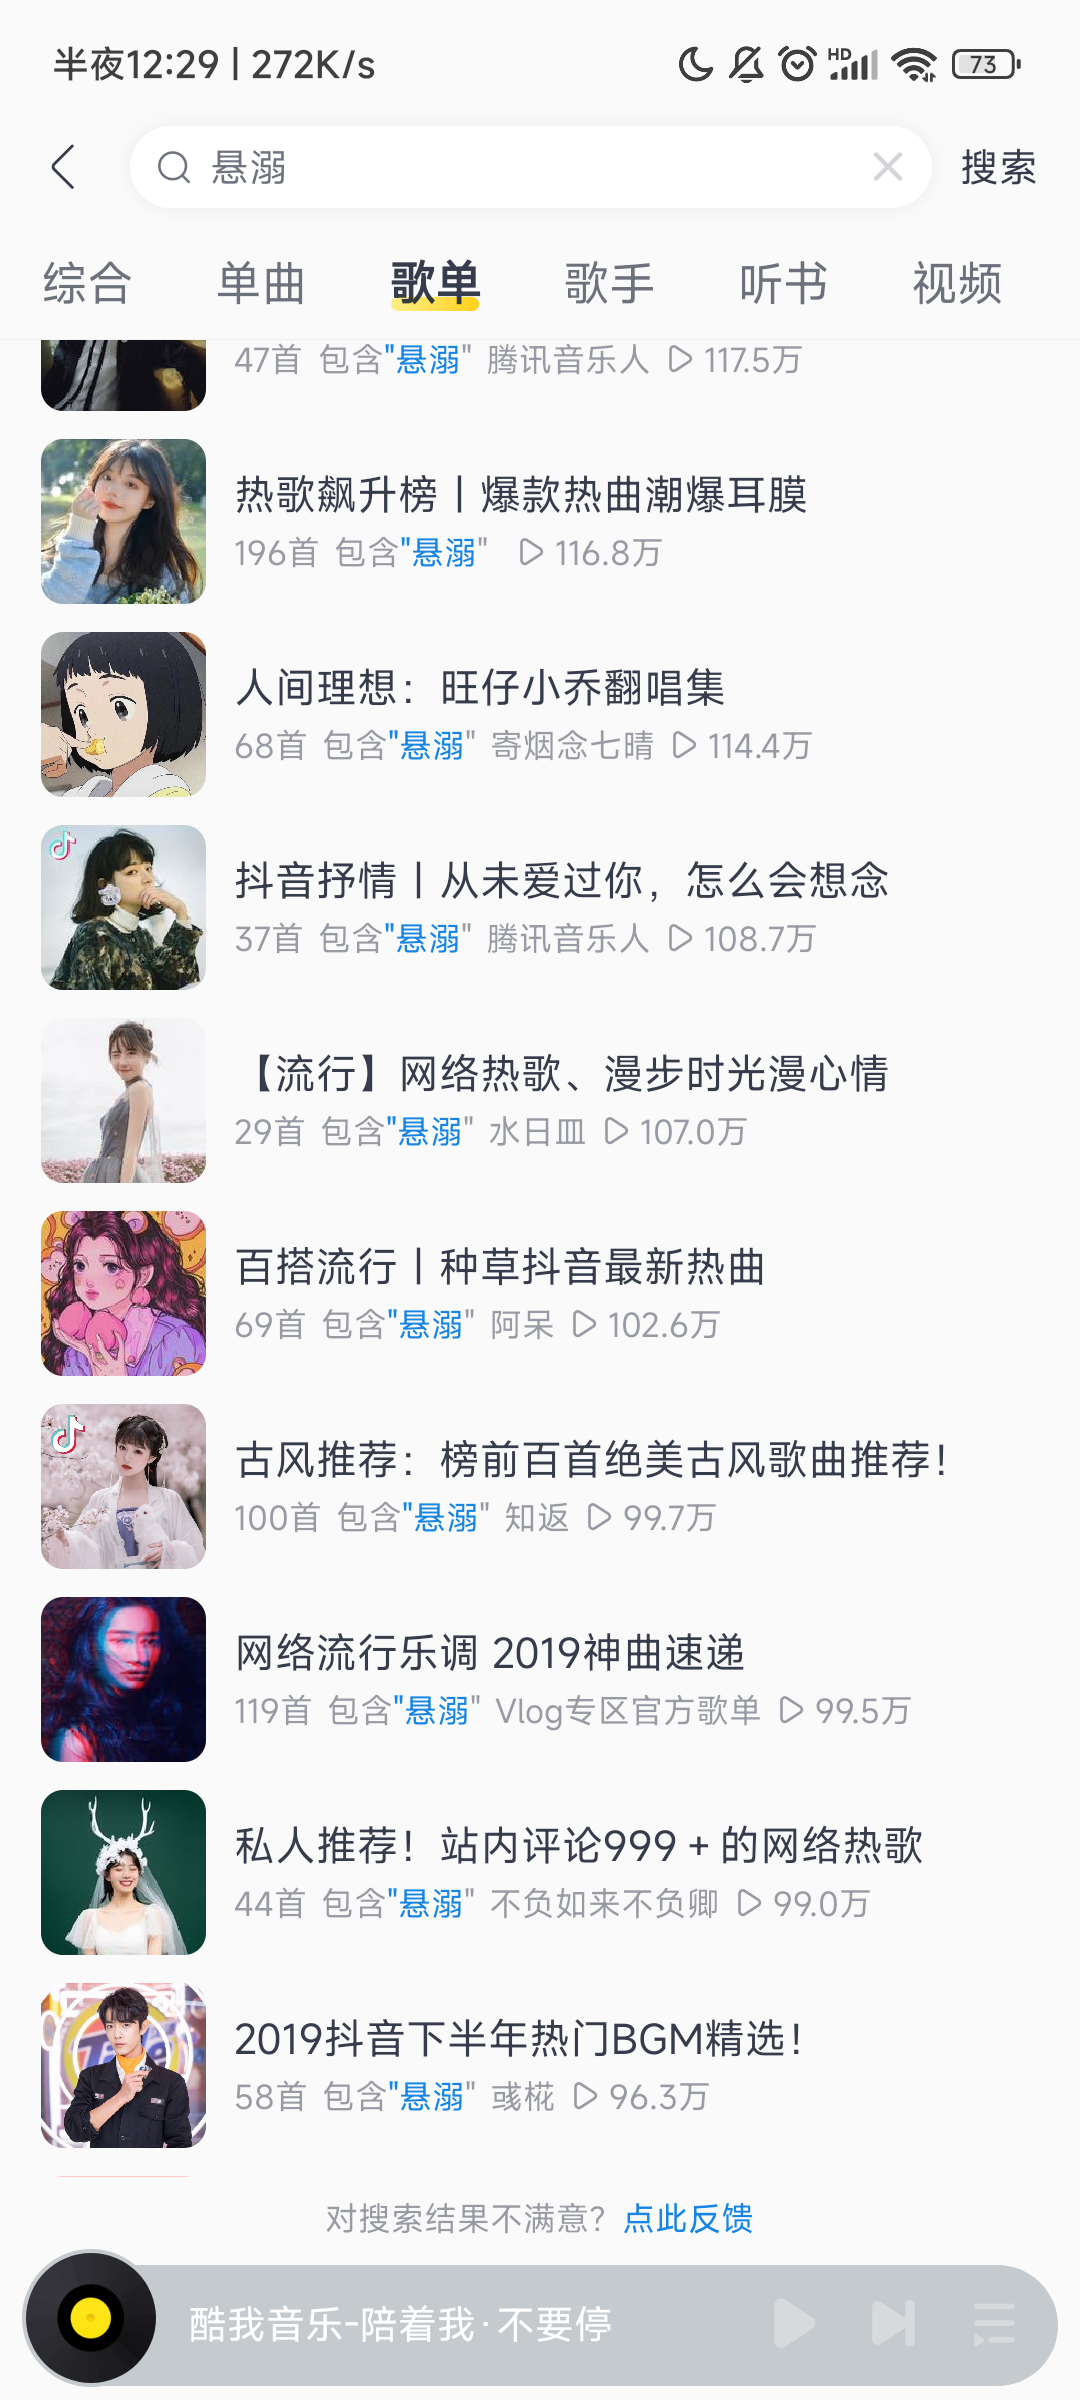 半夜12:29 | 272K/s
HD
73
悬溺
搜索
综合 单曲 歌单 歌手 听书 视频
47首 包含"悬溺" 腾讯音乐人 117.5万
热歌飙升榜丨爆款热曲潮爆耳膜
196首 包含"悬溺" 116.8万
人间理想：旺仔小乔翻唱集
68首 包含"悬溺" 寄烟念七晴 114.4万
抖音抒情丨从未爱过你，怎么会想念
37首 包含"悬溺" 腾讯音乐人 108.7万
【流行】网络热歌、漫步时光漫心情
29首 包含"悬溺" 水日皿 107.0万
百搭流行丨种草抖音最新热曲
69首 包含"悬溺" 阿呆 102.6万
古风推荐：榜前百首绝美古风歌曲推荐！
100首 包含"悬溺" 知返 99.7万
网络流行乐调 2019神曲速递
119首 包含"悬溺" Vlog专区官方歌单 99.5万
私人推荐！站内评论999＋的网络热歌
44首 包含"悬溺" 不负如来不负卿 99.0万
2019抖音下半年热门BGM精选！
58首 包含"悬溺" 彧椛 96.3万
对搜索结果不满意？点此反馈
酷我音乐-陪着我·不要停